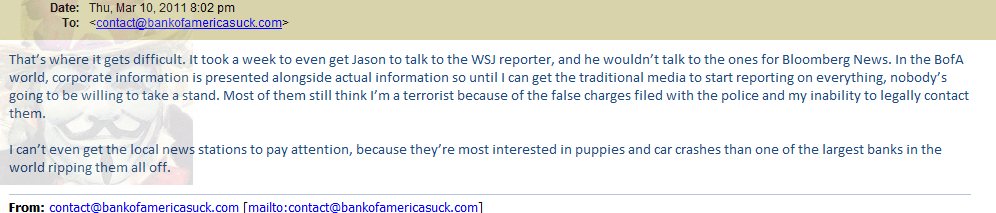 Date: Thu, Mar 10, 2011 8:02 pm
To: <contact@bankofamericasuck.com>
That's where it gets difficult. It took a week to even get Jason to talk to the WSJ reporter, and he wouldn't talk to the ones for Bloomberg News. In the BofA
world, corporate information is presented alongside actual information so until I can get the traditional media to start reporting on everything, nobody's
going to be willing to take a stand. Most of them still think I'm a terrorist because of the false charges filed with the police and my inability to legally contact
them.
I can't even get the local news stations to pay attention, because they're most interested in puppies and car crashes than one of the largest banks in the
world ripping them all off.
From: contact@bankofamericasuck.com [mailto:contact@bankofamericasuck.com]